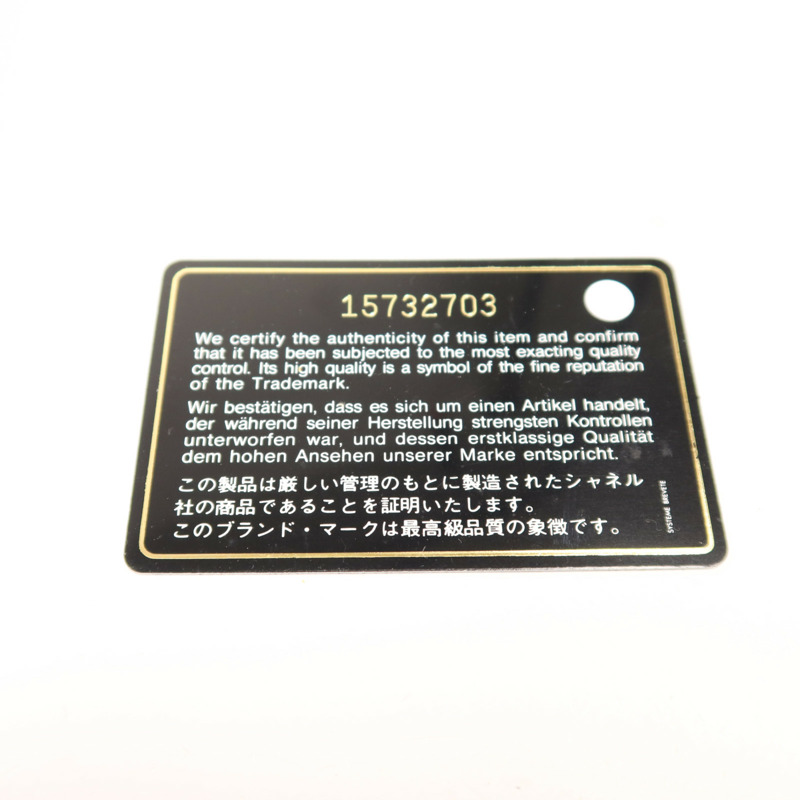 15732703
We certify the authenticity of this item and confirm
that it has been subjected to the most exacting quality
control. Its high quality is a symbol of the fine reputation
of the Trademark.
Wir bestätigen, dass es sich um einen Artikel handelt,
der während seiner Herstellung strengsten Kontrollen
unterworfen war, und dessen erstklassige Qualität
dem hohen Ansehen unserer Marke entspricht.
この製品は厳しい管理のもとに製造されたシャネル
社の商品であることを証明いたします。
このブランド・マークは最高級品質の象徴です。
SYSTEME BREVETE